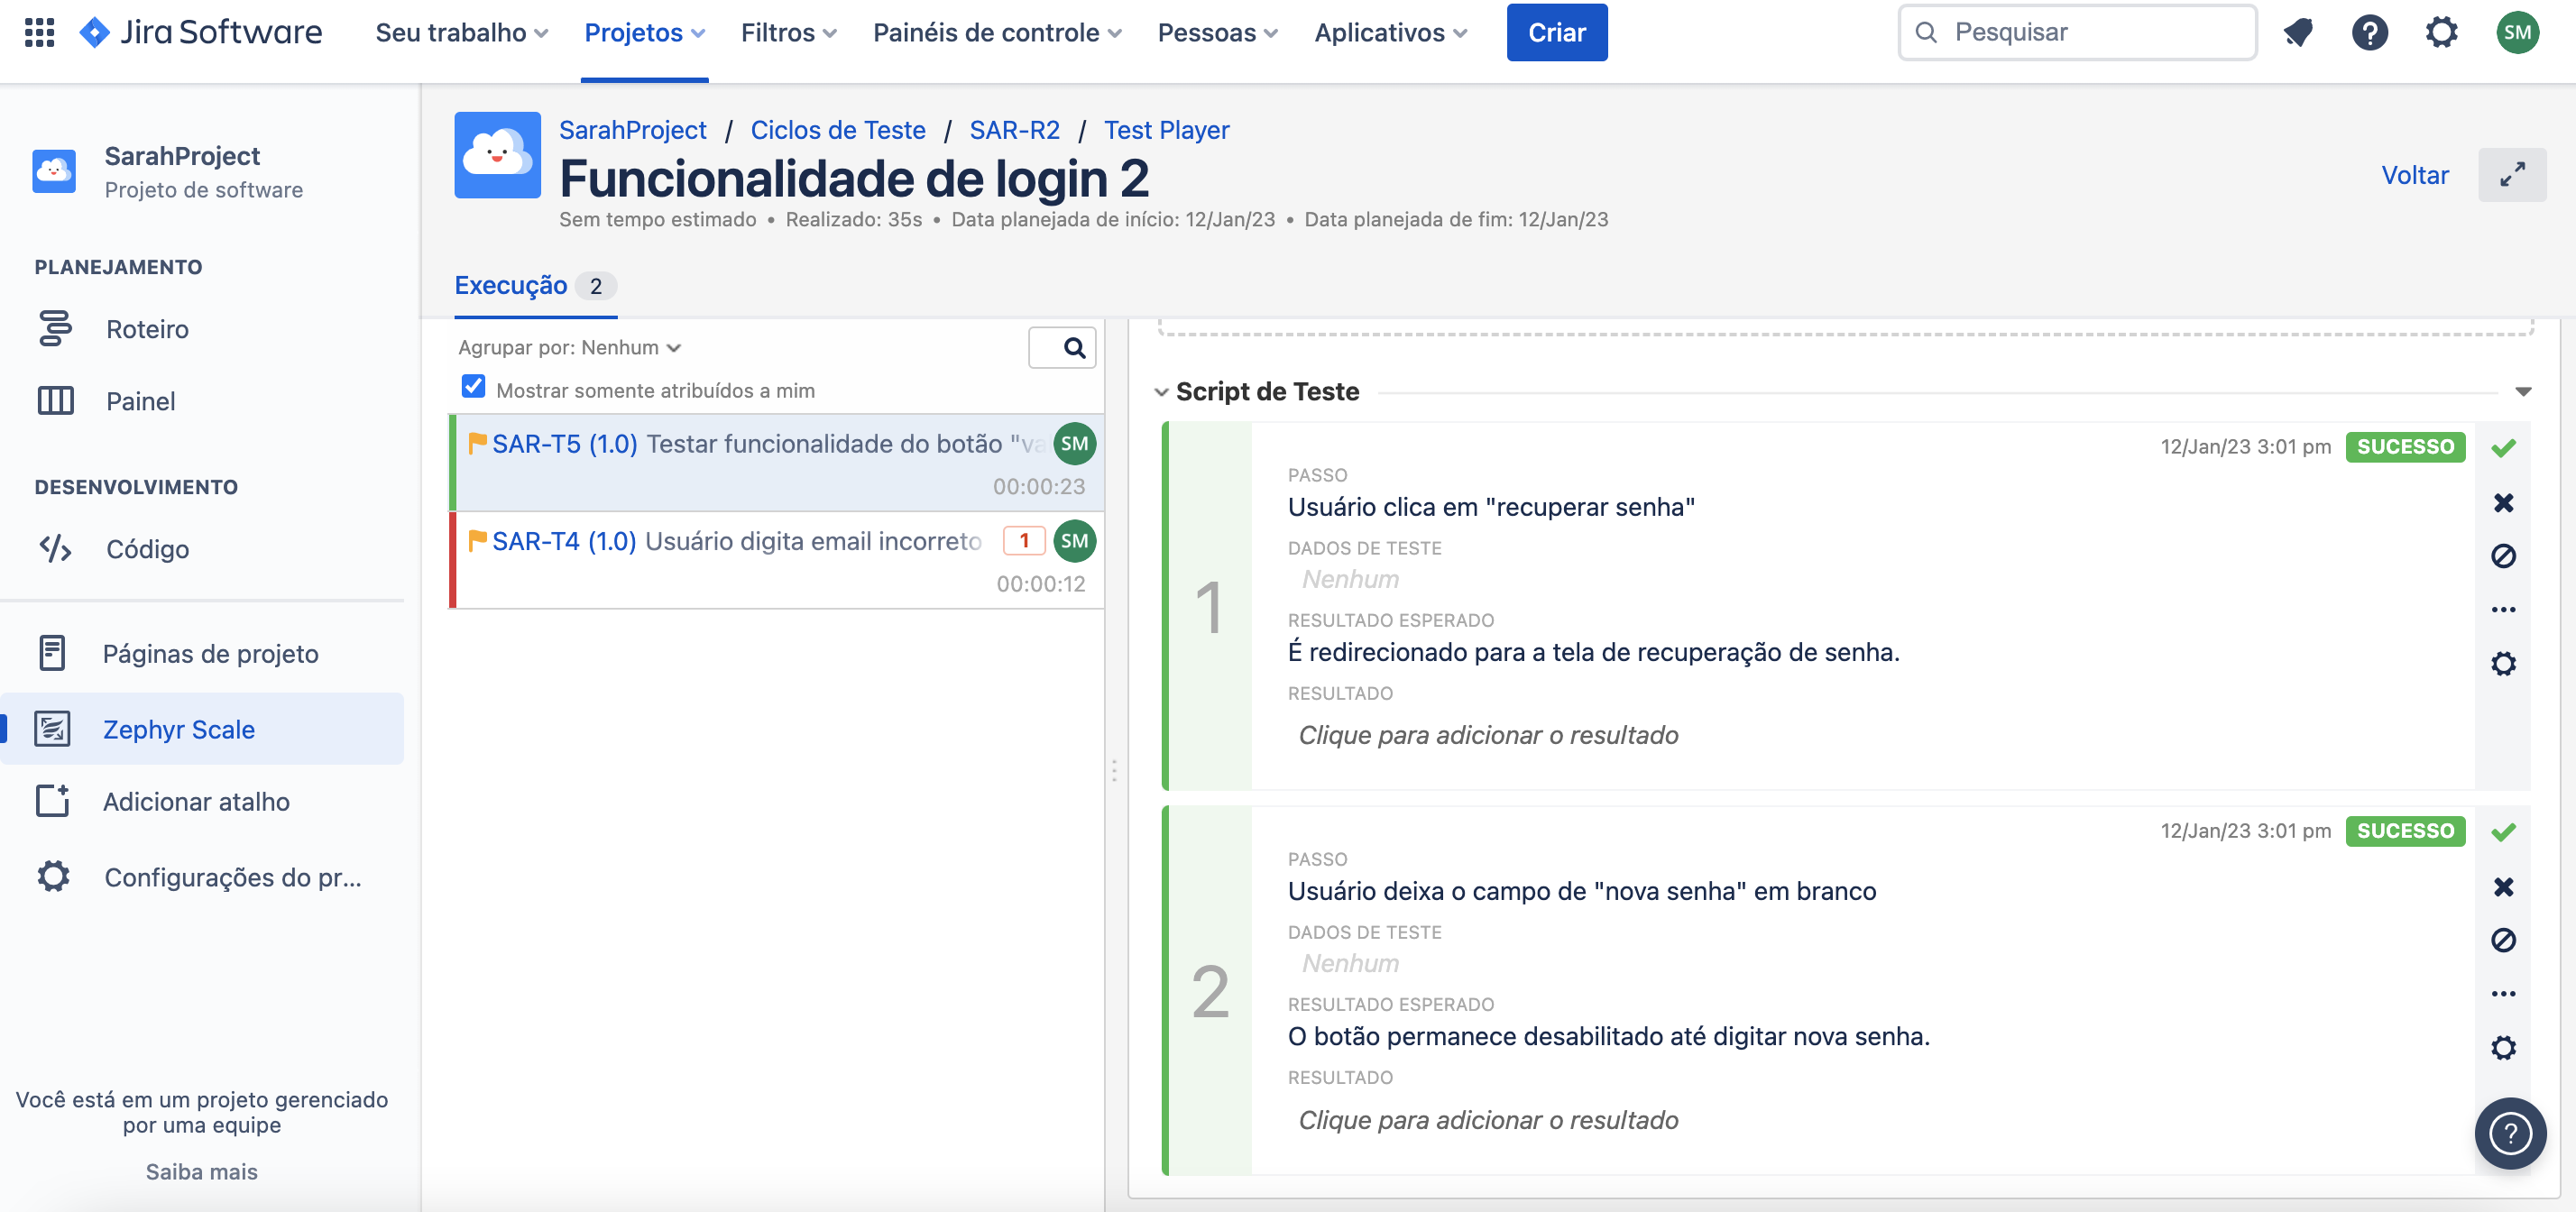 Jira Software
Seu trabalho
Projetos
Filtros
Painéis de controle
Pessoas
Aplicativos
Criar
Pesquisar
SM
SarahProject
Projeto de software
PLANEJAMENTO
Roteiro
Painel
DESENVOLVIMENTO
Código
Páginas de projeto
Zephyr Scale
Adicionar atalho
Configurações do pr...
Você está em um projeto gerenciado
por uma equipe
Saiba mais
SarahProject / Ciclos de Teste / SAR-R2 / Test Player
Funcionalidade de login 2
Sem tempo estimado • Realizado: 35s • Data planejada de início: 12/Jan/23 • Data planejada de fim: 12/Jan/23
Voltar
Execução 2
Agrupar por: Nenhum
Mostrar somente atribuídos a mim
SAR-T5 (1.0) Testar funcionalidade do botão "va
SM
00:00:23
SAR-T4 (1.0) Usuário digita email incorreto
1
SM
00:00:12
Script de Teste
1
12/Jan/23 3:01 pm SUCESSO
PASSO
Usuário clica em "recuperar senha"
DADOS DE TESTE
Nenhum
RESULTADO ESPERADO
É redirecionado para a tela de recuperação de senha.
RESULTADO
Clique para adicionar o resultado
2
12/Jan/23 3:01 pm SUCESSO
PASSO
Usuário deixa o campo de "nova senha" em branco
DADOS DE TESTE
Nenhum
RESULTADO ESPERADO
O botão permanece desabilitado até digitar nova senha.
RESULTADO
Clique para adicionar o resultado